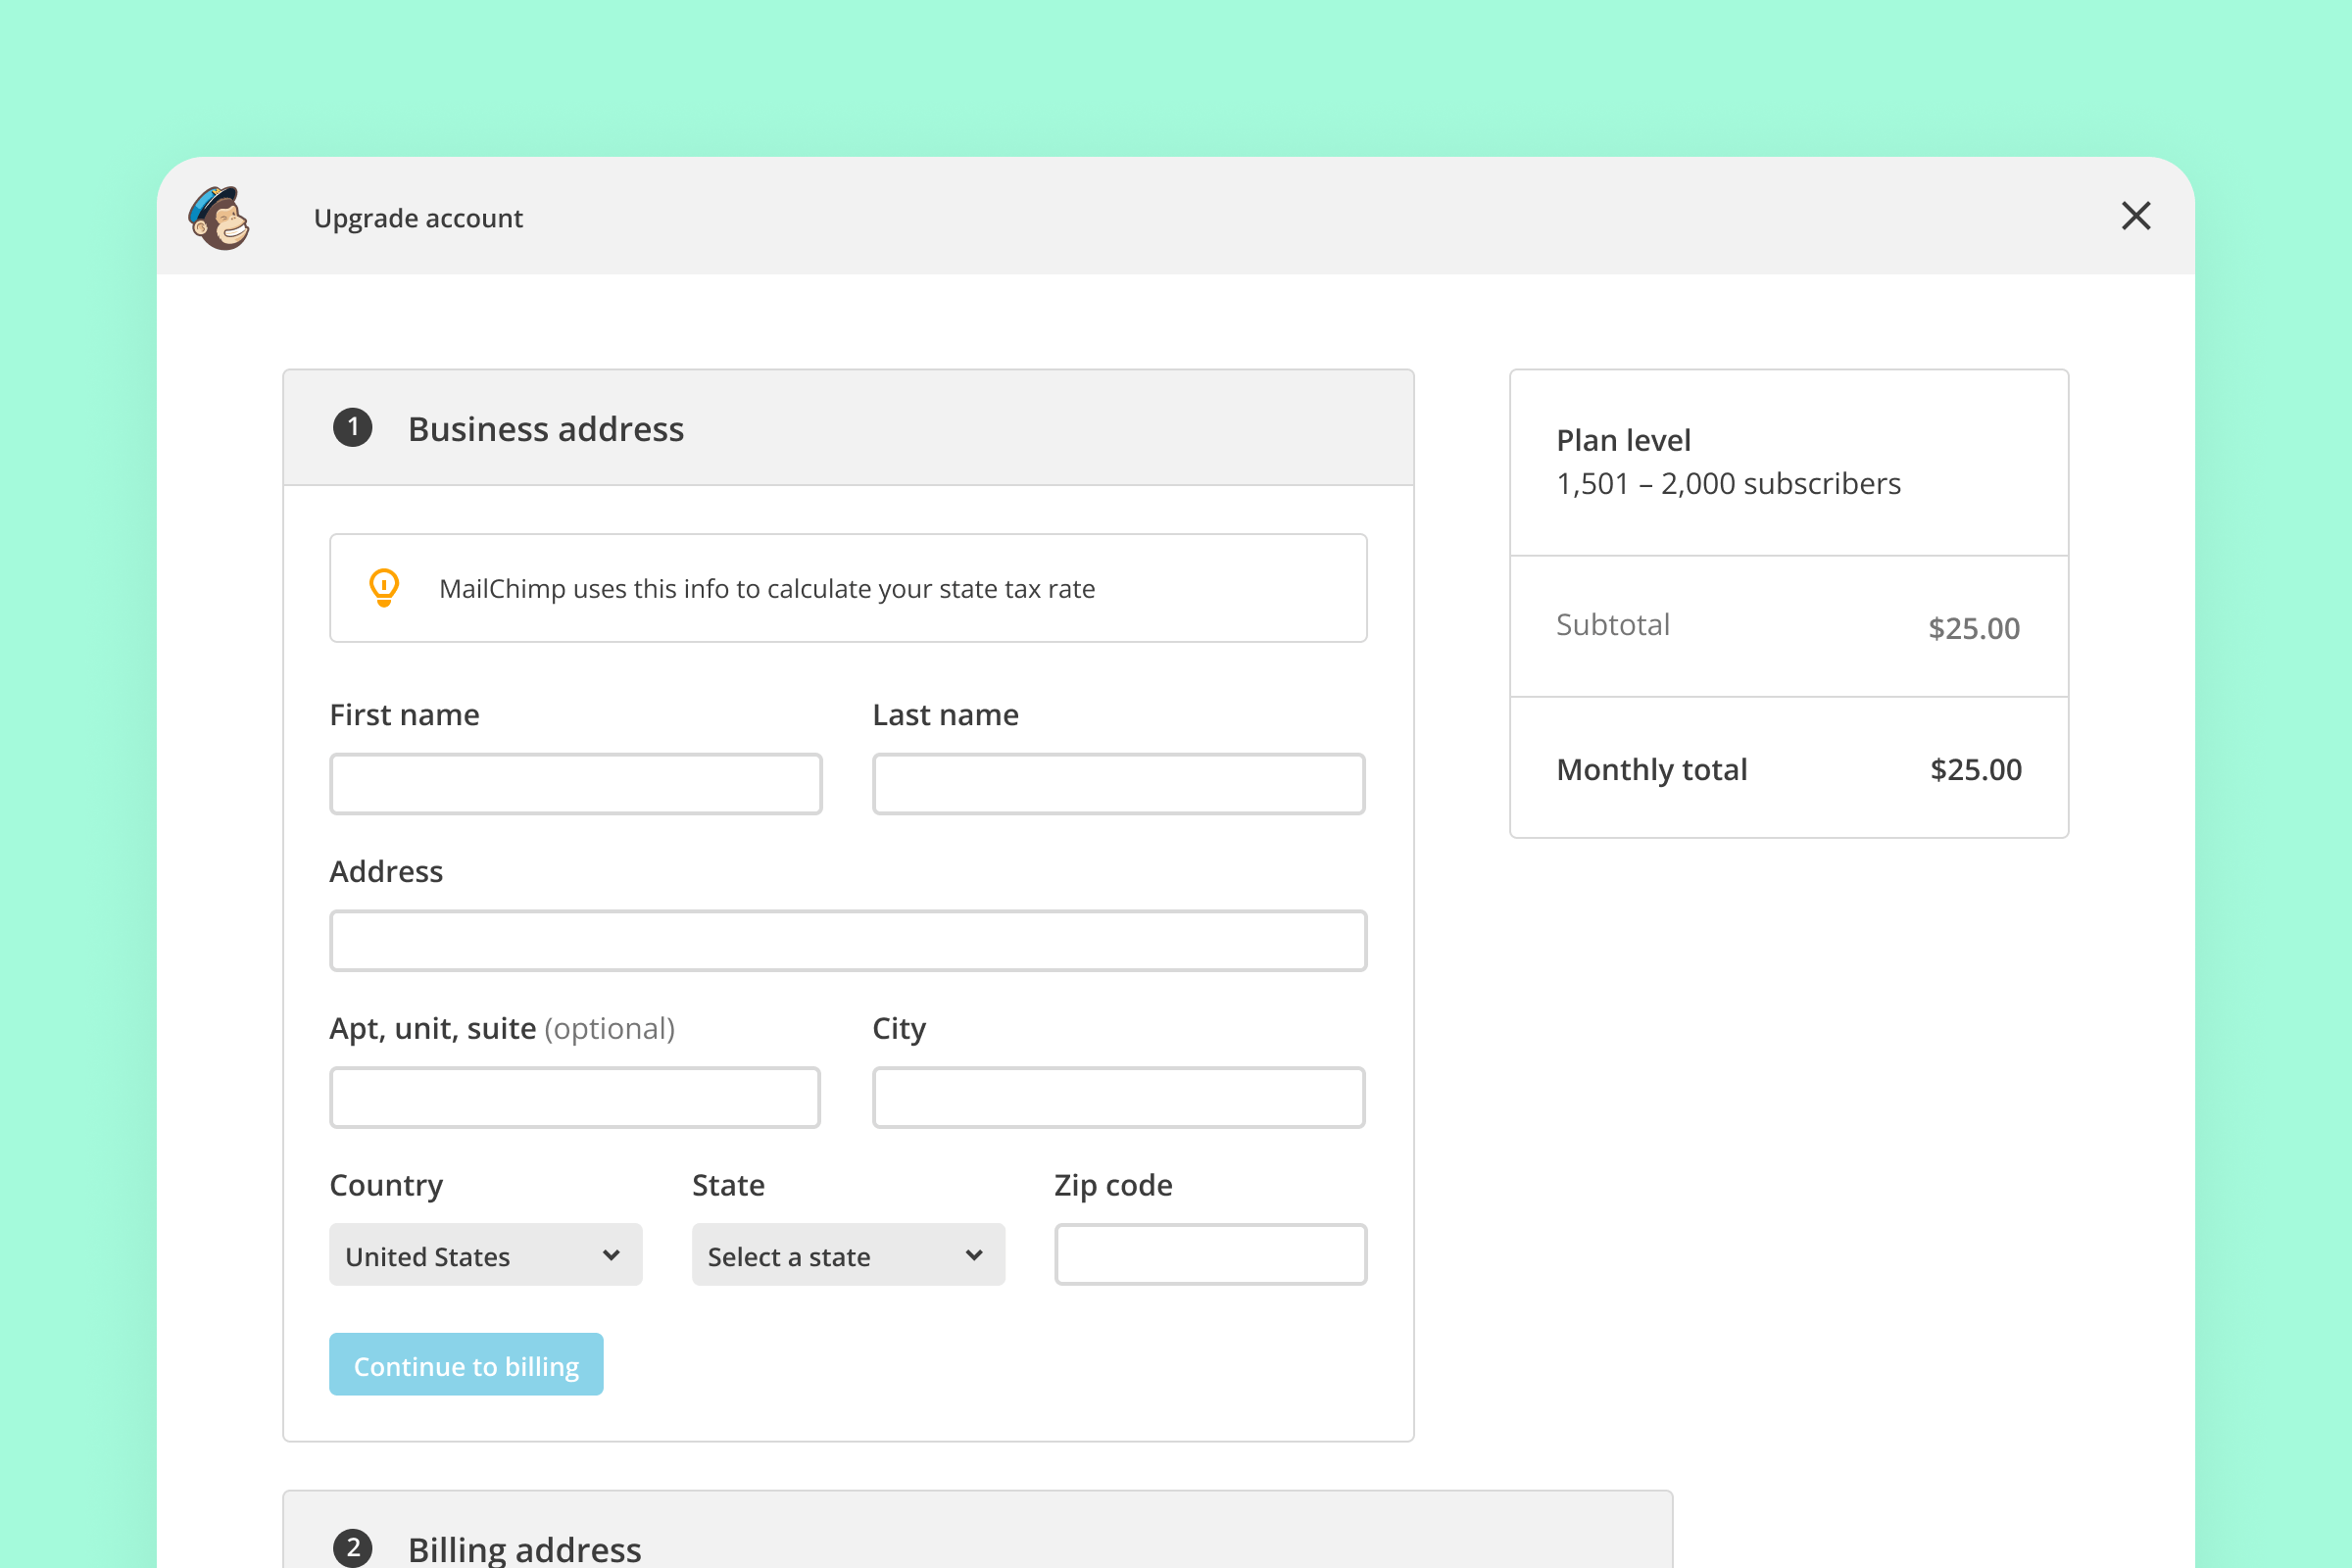 Upgrade account
1 Business address
MailChimp uses this info to calculate your state tax rate
First name Last name
Address
Apt, unit, suite (optional) City
Country State Zip code
United States Select a state
Continue to billing
2 Billing address
Plan level
1,501 – 2,000 subscribers
Subtotal $25.00
Monthly total $25.00